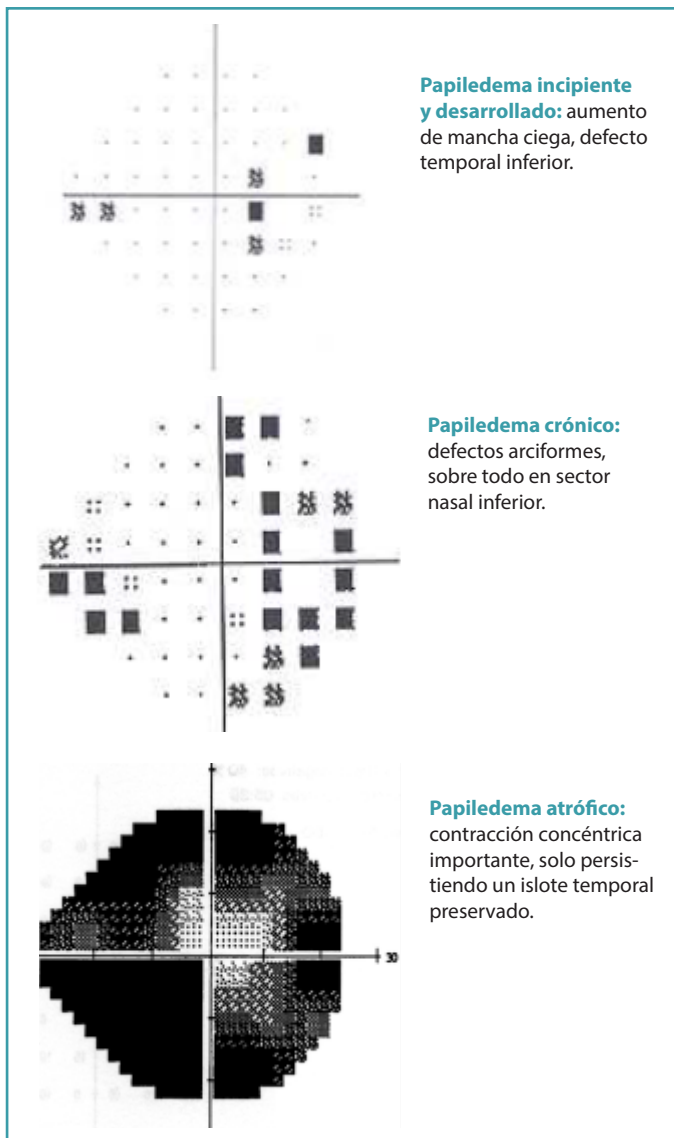 Papiledema incipiente
y desarrollado: aumento
de mancha ciega, defecto
temporal inferior.
Papiledema crónico:
defectos arciformes,
sobre todo en sector
nasal inferior.
Papiledema atrófico:
contracción concéntrica
importante, solo persis-
tiendo un islote temporal
preservado.
30